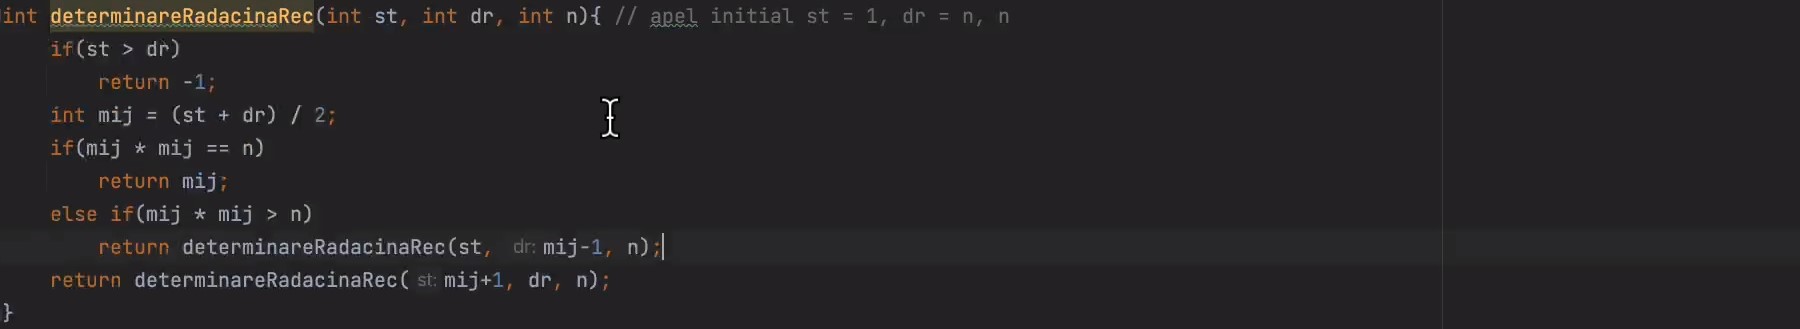 int determinareRadacinaRec(int st, int dr, int n){ // apel initial st = 1, dr = n, n
if(st > dr)
return -1;
int mij = (st + dr) / 2;
if(mij * mij == n)
return mij;
else if(mij * mij > n)
return determinareRadacinaRec(st, dr: mij-1, n);
return determinareRadacinaRec( st: mij+1, dr, n);
}